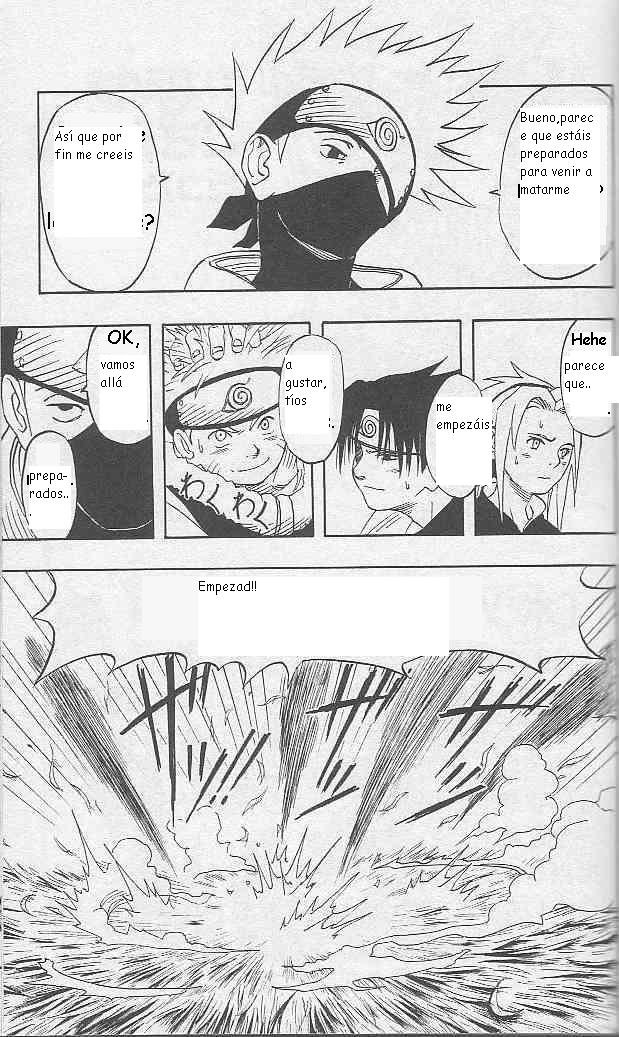 Bueno,parec
e que estáis
preparados
para venir a
matarme
Así que por
fin me creeis
?
Hehe
parece
que..
me
empezáis
a
gustar,
tíos
わくわく
OK,
vamos
allá
prepa-
rados..
.
Empezad!!